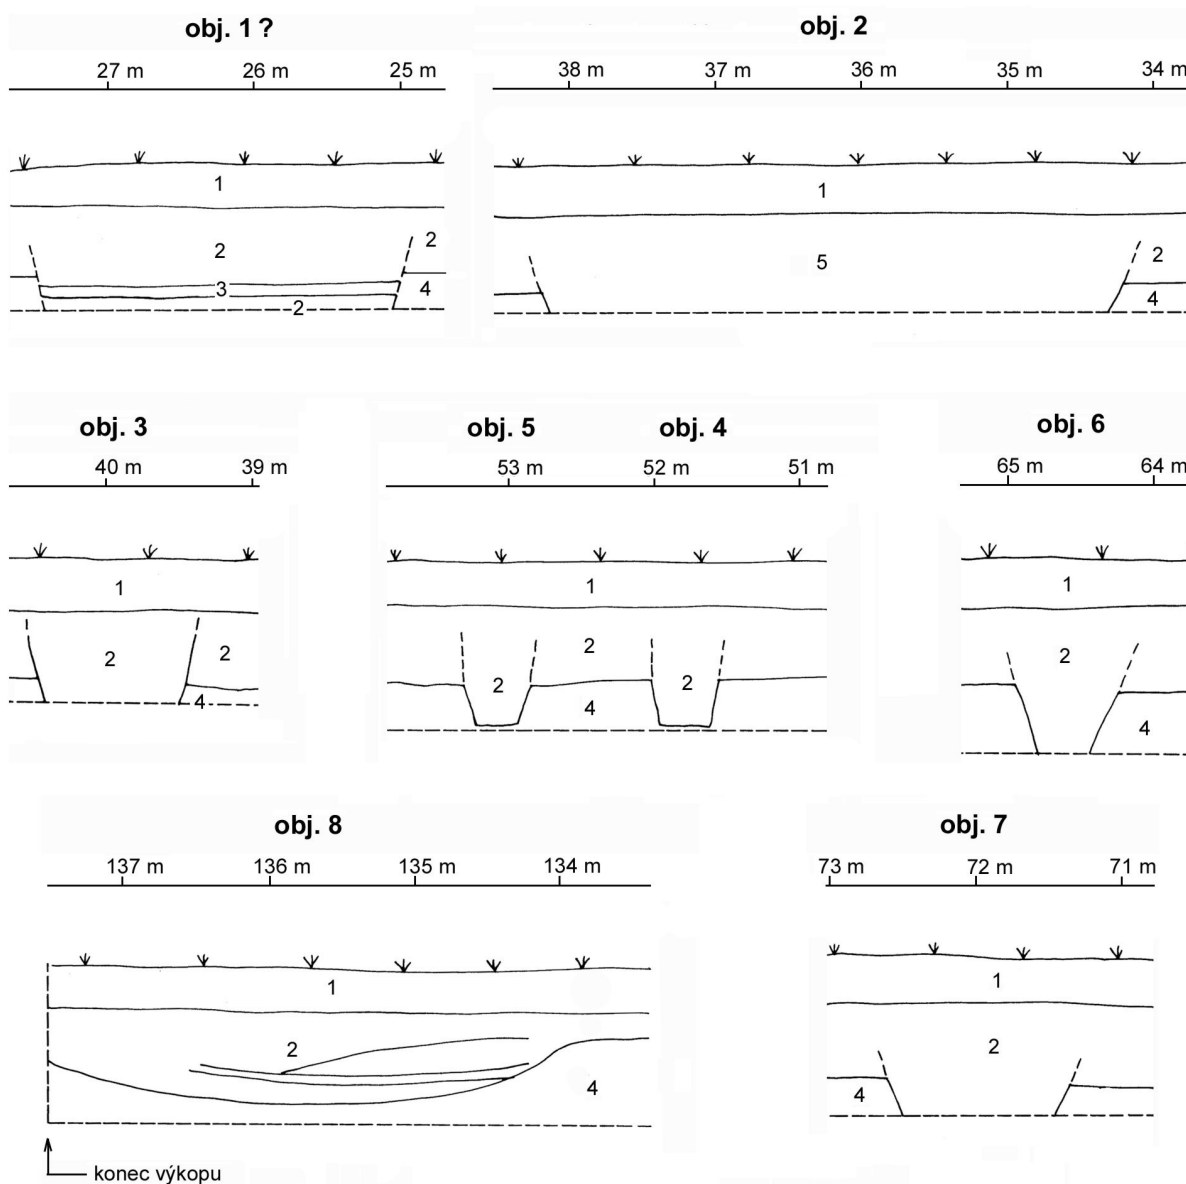 obj. 1 ?
27 m 26 m 25 m
1
2
2
3
4
2
obj. 2
38 m 37 m 36 m 35 m 34 m
1
2
5
4
obj. 3
40 m 39 m
1
2 2
4
obj. 5 obj. 4
53 m 52 m 51 m
1
2
2 2
4
obj. 6
65 m 64 m
1
2
4
obj. 8
137 m 136 m 135 m 134 m
1
2
4
konec výkopu
obj. 7
73 m 72 m 71 m
1
2
4